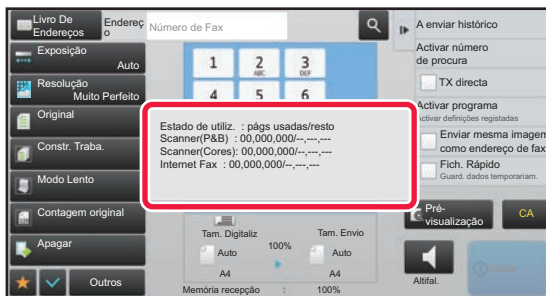 Livro De
Endereços
Endereç
o
Número de Fax
A enviar histórico
Exposição
Auto
Activar número
de procura
Resolução
Muito Perfeito
1
2
ABC
3
DEF
TX directa
Original
4
5
6
Activar programa
Activar definições registadas
Constr. Traba.
Estado de utiliz. : págs usadas/resto
Scanner(P&B) : 00,000,000/--,---,---
Scanner(Cores): 00,000,000/--,---,---
Internet Fax : 00,000,000/--,---,---
Enviar mesma imagem
como endereço de fax
Modo Lento
Fich. Rápido
Guard. dados temporariam.
Contagem original
Pré-
visualização
CA
Apagar
Tam. Digitaliz
Tam. Envio
Auto
100%
Auto
A4
A4
Outros
Memória recepção : 100%
Altifal.